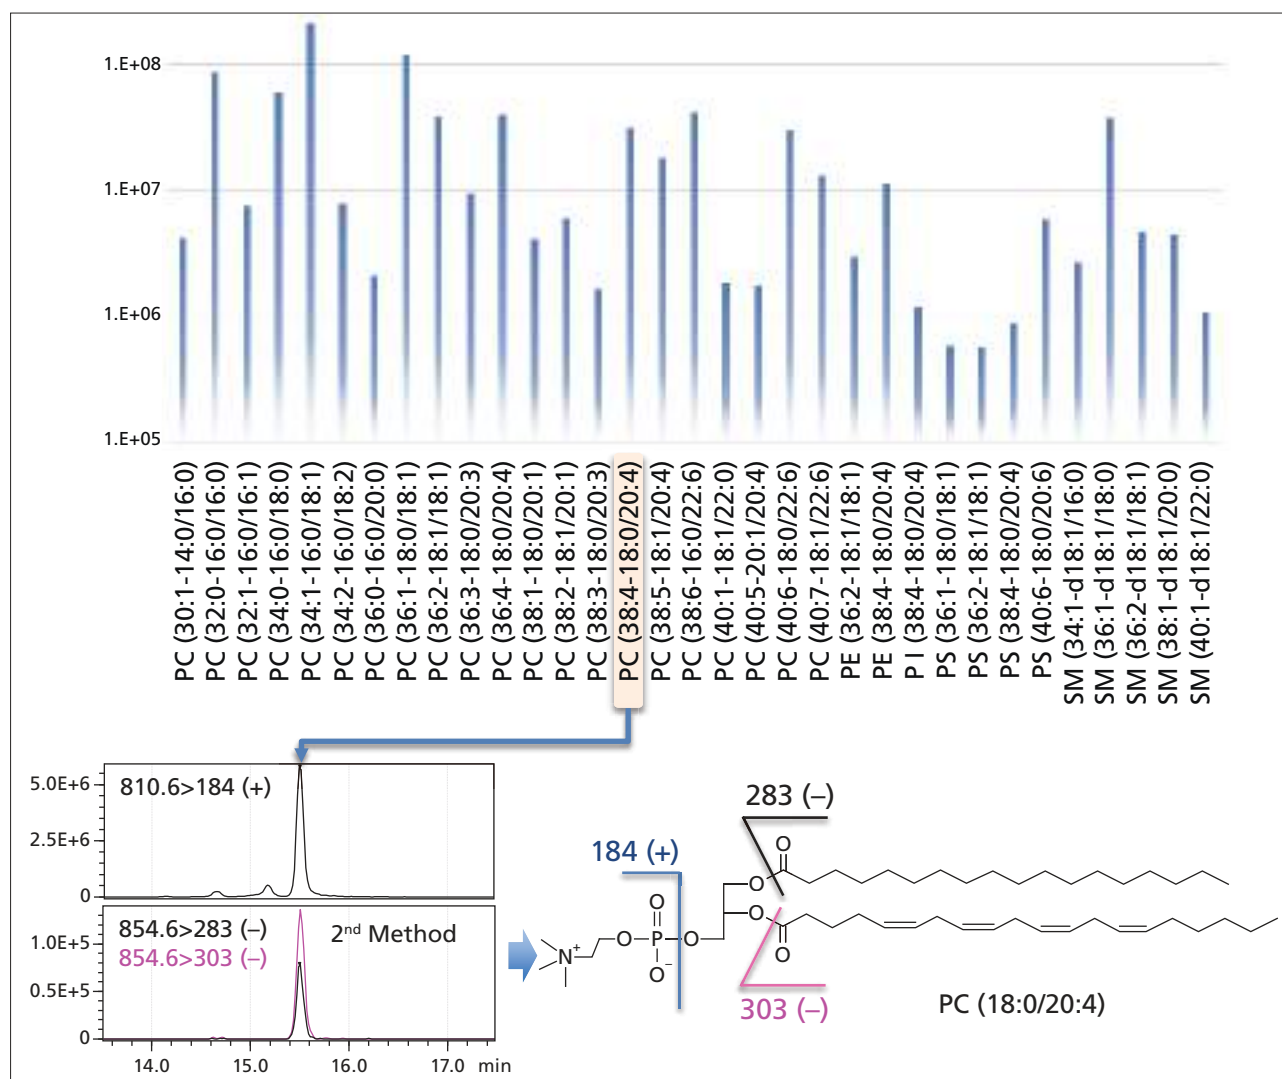 1.E+08
1.E+07
1.E+06
1.E+05
PC (30:1-14:0/16:0)
PC (32:0-16:0/16:0)
PC (32:1-16:0/16:1)
PC (34:0-16:0/18:0)
PC (34:1-16:0/18:1)
PC (34:2-16:0/18:2)
PC (36:0-16:0/20:0)
PC (36:1-18:0/18:1)
PC (36:2-18:1/18:1)
PC (36:3-18:0/20:3)
PC (36:4-18:0/20:4)
PC (38:1-18:0/20:1)
PC (38:2-18:1/20:1)
PC (38:3-18:0/20:3)
PC (38:4-18:0/20:4)
PC (38:5-18:1/20:4)
PC (38:6-16:0/22:6)
PC (40:1-18:1/22:0)
PC (40:5-20:1/20:4)
PC (40:6-18:0/22:6)
PC (40:7-18:1/22:6)
PE (36:2-18:1/18:1)
PE (38:4-18:0/20:4)
PI (38:4-18:0/20:4)
PS (36:1-18:0/18:1)
PS (36:2-18:1/18:1)
PS (38:4-18:0/20:4)
PS (40:6-18:0/20:6)
SM (34:1-d18:1/16:0)
SM (36:1-d18:1/18:0)
SM (36:2-d18:1/18:1)
SM (38:1-d18:1/20:0)
SM (40:1-d18:1/22:0)
5.0E+6
2.5E+6
0
810.6>184 (+)
1.0E+5
0.5E+5
0
854.6>283 (–)
854.6>303 (–)
2nd Method
14.0 15.0 16.0 17.0 min
283 (–)
184 (+)
O
O
O
O P O O
N+
O–
O
303 (–)
PC (18:0/20:4)